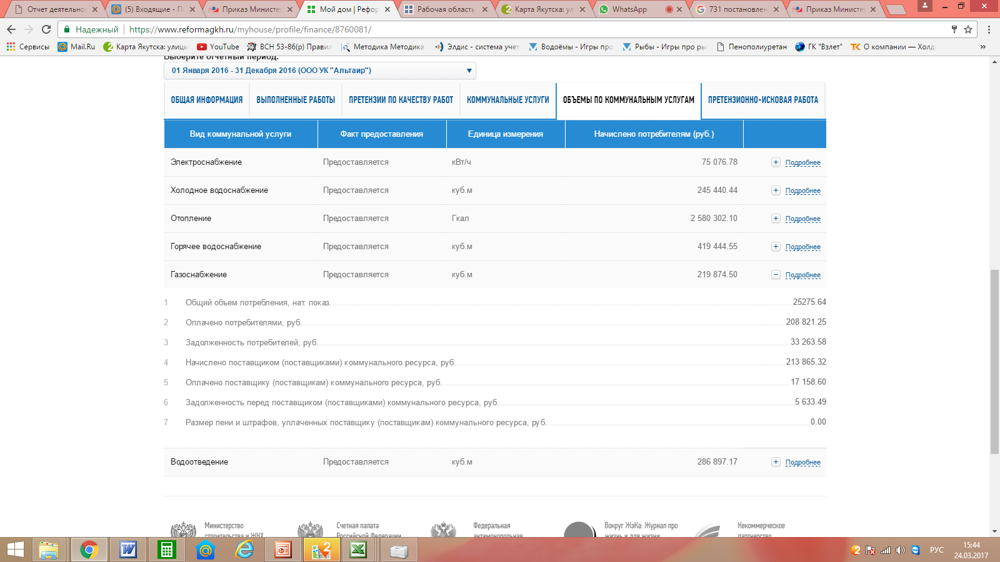 Отчет деятельно
(5) Входящие - П
Приказ Министер
Мой дом | Рефор
Рабочая область
Карта Якутска: ул
WhatsApp
731 постановлен
Приказ Министер
Надежный https://www.reformagkh.ru/myhouse/profile/finance/8760081/
Сервисы Mail.Ru Карта Якутска: улицы YouTube ВСН 53-86(р) Правил Методика Методика Элдис - система учет Водоёмы - Игры про Рыбы - Игры про ры Пенополиуретан ГК "Взлет" О компании — Холд »
Выберите отчетный период:
01 Января 2016 - 31 Декабря 2016 (ООО УК "Альтаир")
ОБЩАЯ ИНФОРМАЦИЯ ВЫПОЛНЕННЫЕ РАБОТЫ ПРЕТЕНЗИИ ПО КАЧЕСТВУ РАБОТ КОММУНАЛЬНЫЕ УСЛУГИ ОБЪЕМЫ ПО КОММУНАЛЬНЫМ УСЛУГАМ ПРЕТЕНЗИОННО-ИСКОВАЯ РАБОТА
Вид коммунальной услуги Факт предоставления Единица измерения Начислено потребителям (руб.)
Электроснабжение Предоставляется кВт/ч 75 076.78 Подробнее
Холодное водоснабжение Предоставляется куб.м 245 440.44 Подробнее
Отопление Предоставляется Гкал 2 580 302.10 Подробнее
Горячее водоснабжение Предоставляется куб.м 419 444.55 Подробнее
Газоснабжение Предоставляется куб.м 219 874.50 Подробнее
1 Общий объем потребления, нат. показ. 25275.64
2 Оплачено потребителями, руб. 208 821.25
3 Задолженность потребителей, руб. 33 263.58
4 Начислено поставщиком (поставщиками) коммунального ресурса, руб. 213 865.32
5 Оплачено поставщику (поставщикам) коммунального ресурса, руб. 17 158.60
6 Задолженность перед поставщиком (поставщиками) коммунального ресурса, руб. 5 633.49
7 Размер пени и штрафов, уплаченных поставщику (поставщикам) коммунального ресурса, руб. 0.00
Водоотведение Предоставляется куб.м 286 897.17 Подробнее
Министерство Счетная палата Федеральная Вокруг ЖэКа: Журнал про Некоммерческое
строительства и ЖКХ Российской Федерации антимонопольная жизнь и для жизни партнерство
РУС
15:44
24.03.2017